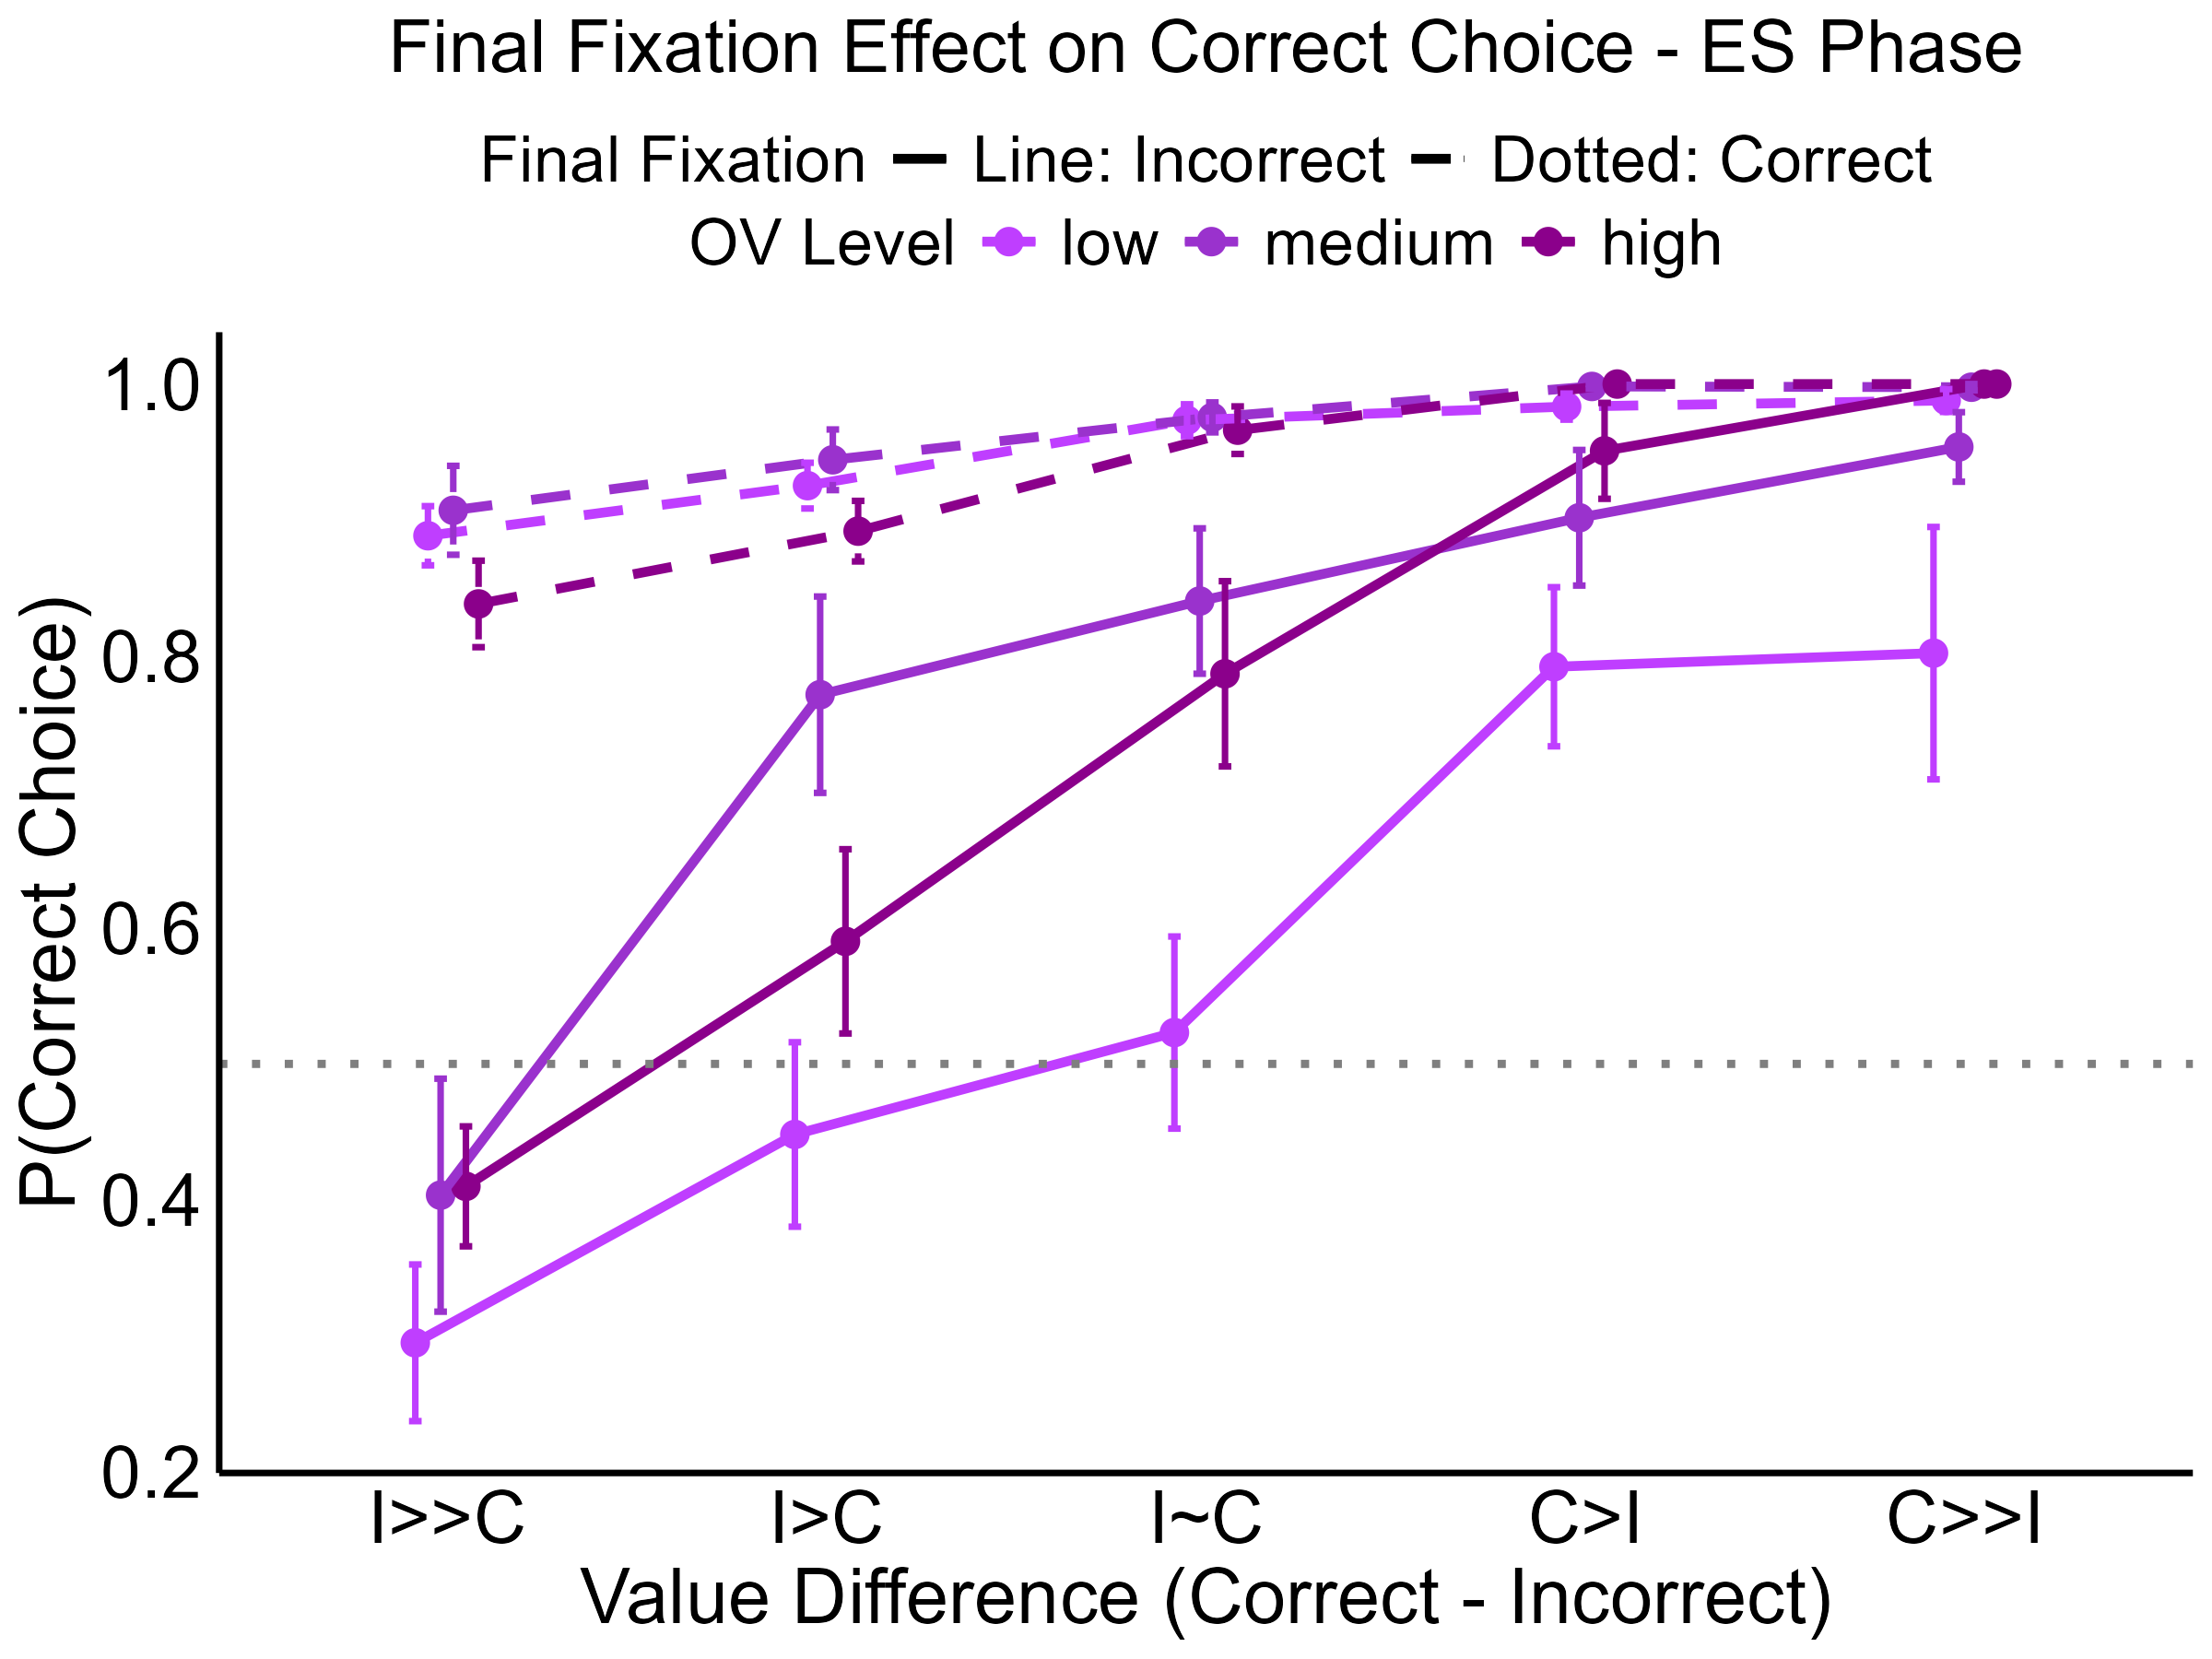 Final Fixation Effect on Correct Choice - ES Phase
Final Fixation Line: Incorrect Dotted: Correct
OV Level low medium high
P(Correct Choice)
1.0
0.8
0.6
0.4
0.2
I>>C I>C I~C C>I C>>I
Value Difference (Correct - Incorrect)